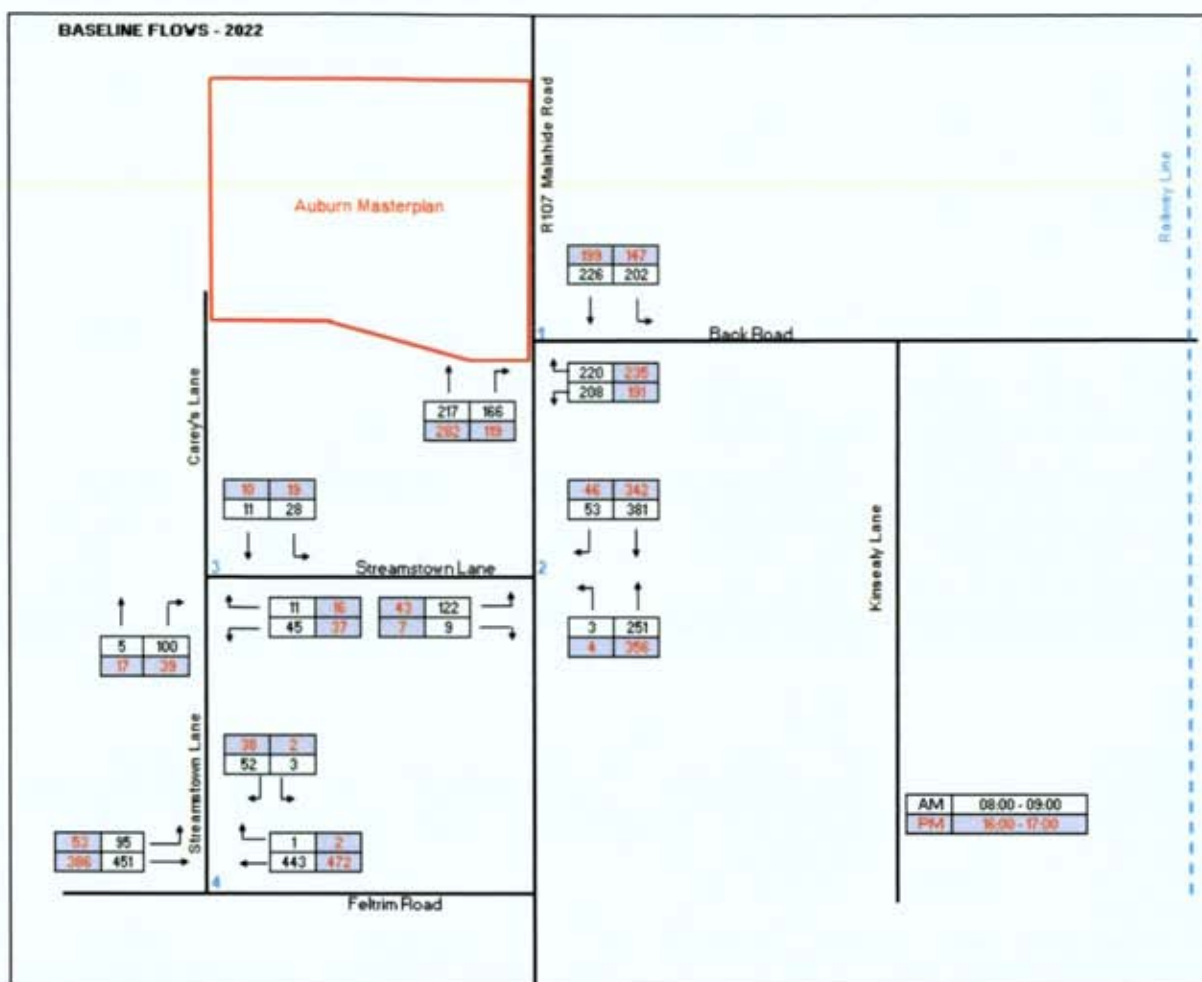 BASELINE FLOWS - 2022
R107 Malahide Road
Railway Line
Auburn Masterplan
199 147
226 202
1
Back Road
220 235
208 191
217 166
282 119
Carey's Lane
Kinsealy Lane
10 19
11 28
46 342
53 381
3
Streamstown Lane
2
11 16
45 37
43 122
7 9
3 251
4 356
5 100
17 39
Streamstown Lane
38 2
52 3
AM 08:00 - 09:00
PM 16:00 - 17:00
53 95
386 451
1 2
443 472
4
Feltrim Road